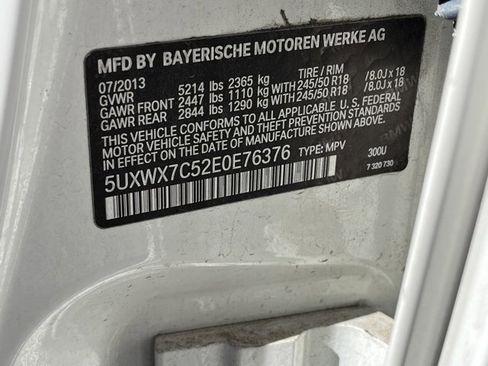 MFD BY BAYERISCHE MOTOREN WERKE AG
07/2013 TIRE / RIM
GVWR 5214 lbs 2365 kg
GAWR FRONT 2447 lbs 1110 kg WITH 245/50 R18 /8.0J x 18
GAWR REAR 2844 lbs 1290 kg WITH 245/50 R18 /8.0J x 18
THIS VEHICLE CONFORMS TO ALL APPLICABLE U.S. FEDERAL
MOTOR VEHICLE SAFETY AND THEFT PREVENTION STANDARDS
IN EFFECT ON THE DATE OF MANUFACTURE SHOWN ABOVE.
5UXWX7C52E0E76376 TYPE: MPV 300U
7 320 730